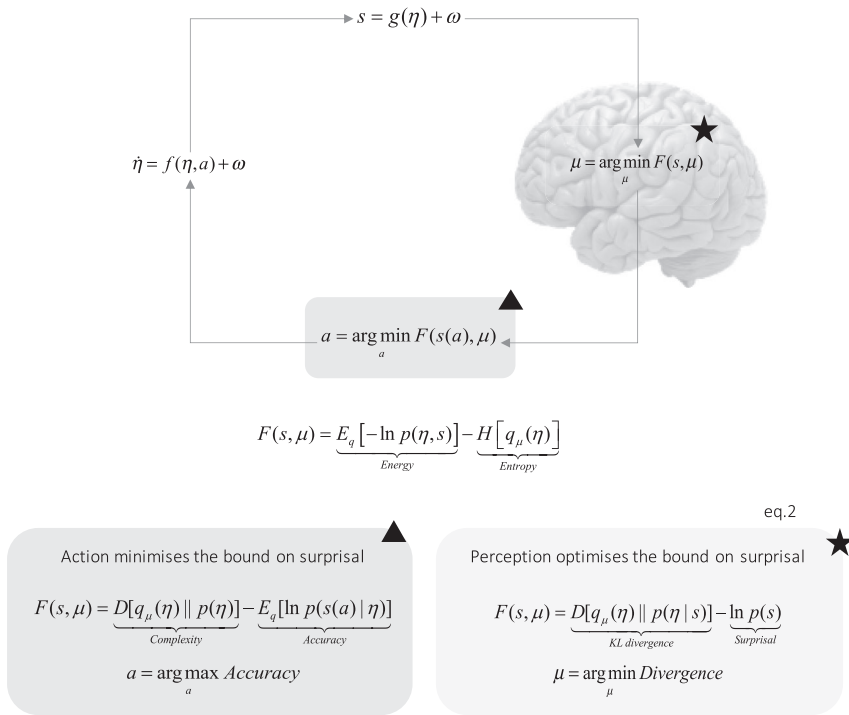 s = g(η) + ω
η̇ = f(η, a) + ω
μ = arg min F(s, μ)
μ
a = arg min F(s(a), μ)
a
F(s, μ) = E_q [−ln p(η, s)] − H[q_μ(η)]
Energy Entropy
eq.2
Action minimises the bound on surprisal
F(s, μ) = D[q_μ(η) || p(η)] − E_q[ln p(s(a) | η)]
Complexity Accuracy
a = arg max Accuracy
a
Perception optimises the bound on surprisal
F(s, μ) = D[q_μ(η) || p(η | s)] − ln p(s)
KL divergence Surprisal
μ = arg min Divergence
μ